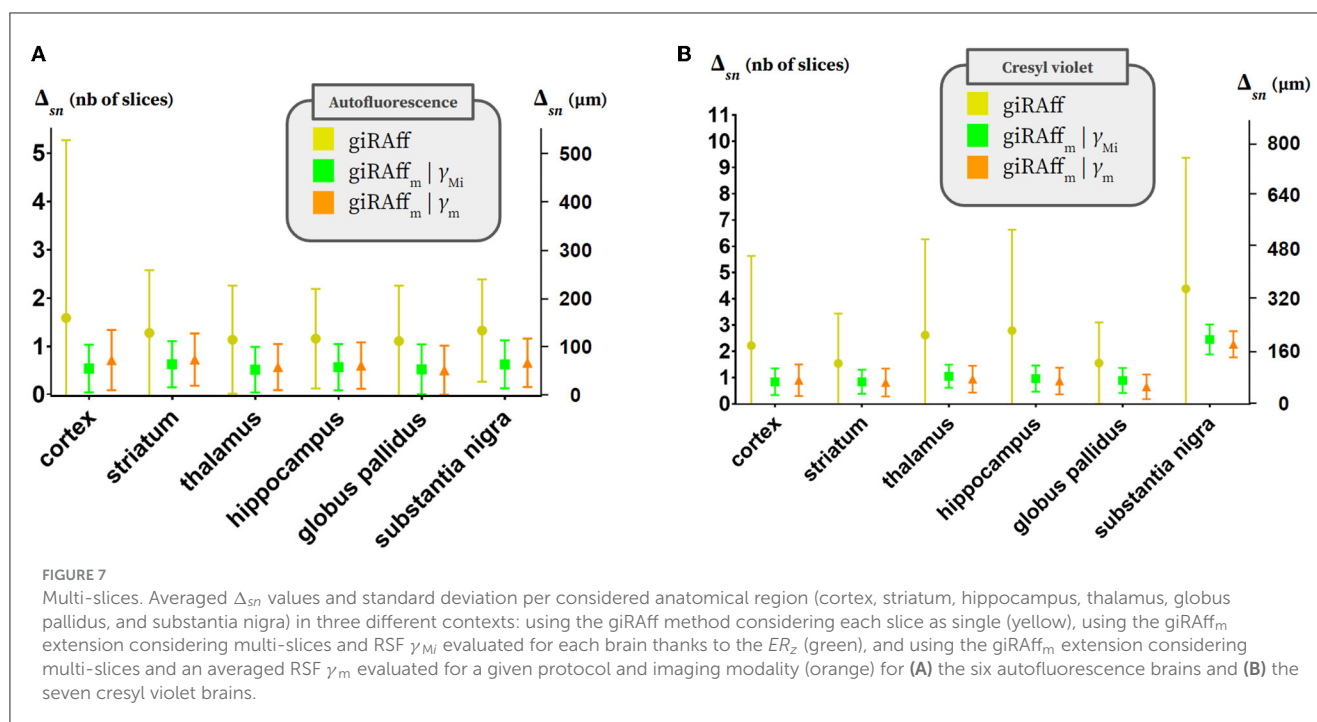 A
Δsn (nb of slices)
Δsn (μm)
Autofluorescence
giRAff
giRAffm | γMi
giRAffm | γm
5
4
3
2
1
0
500
400
300
200
100
0
cortex
striatum
thalamus
hippocampus
globus pallidus
substantia nigra
B
Δsn (nb of slices)
Δsn (μm)
Cresyl violet
giRAff
giRAffm | γMi
giRAffm | γm
11
10
9
8
7
6
5
4
3
2
1
0
800
640
480
320
160
0
cortex
striatum
thalamus
hippocampus
globus pallidus
substantia nigra
FIGURE 7
Multi-slices. Averaged Δsn values and standard deviation per considered anatomical region (cortex, striatum, hippocampus, thalamus, globus
pallidus, and substantia nigra) in three different contexts: using the giRAff method considering each slice as single (yellow), using the giRAffm
extension considering multi-slices and RSF γMi evaluated for each brain thanks to the ERz (green), and using the giRAffm extension considering
multi-slices and an averaged RSF γm evaluated for a given protocol and imaging modality (orange) for (A) the six autofluorescence brains and (B) the
seven cresyl violet brains.